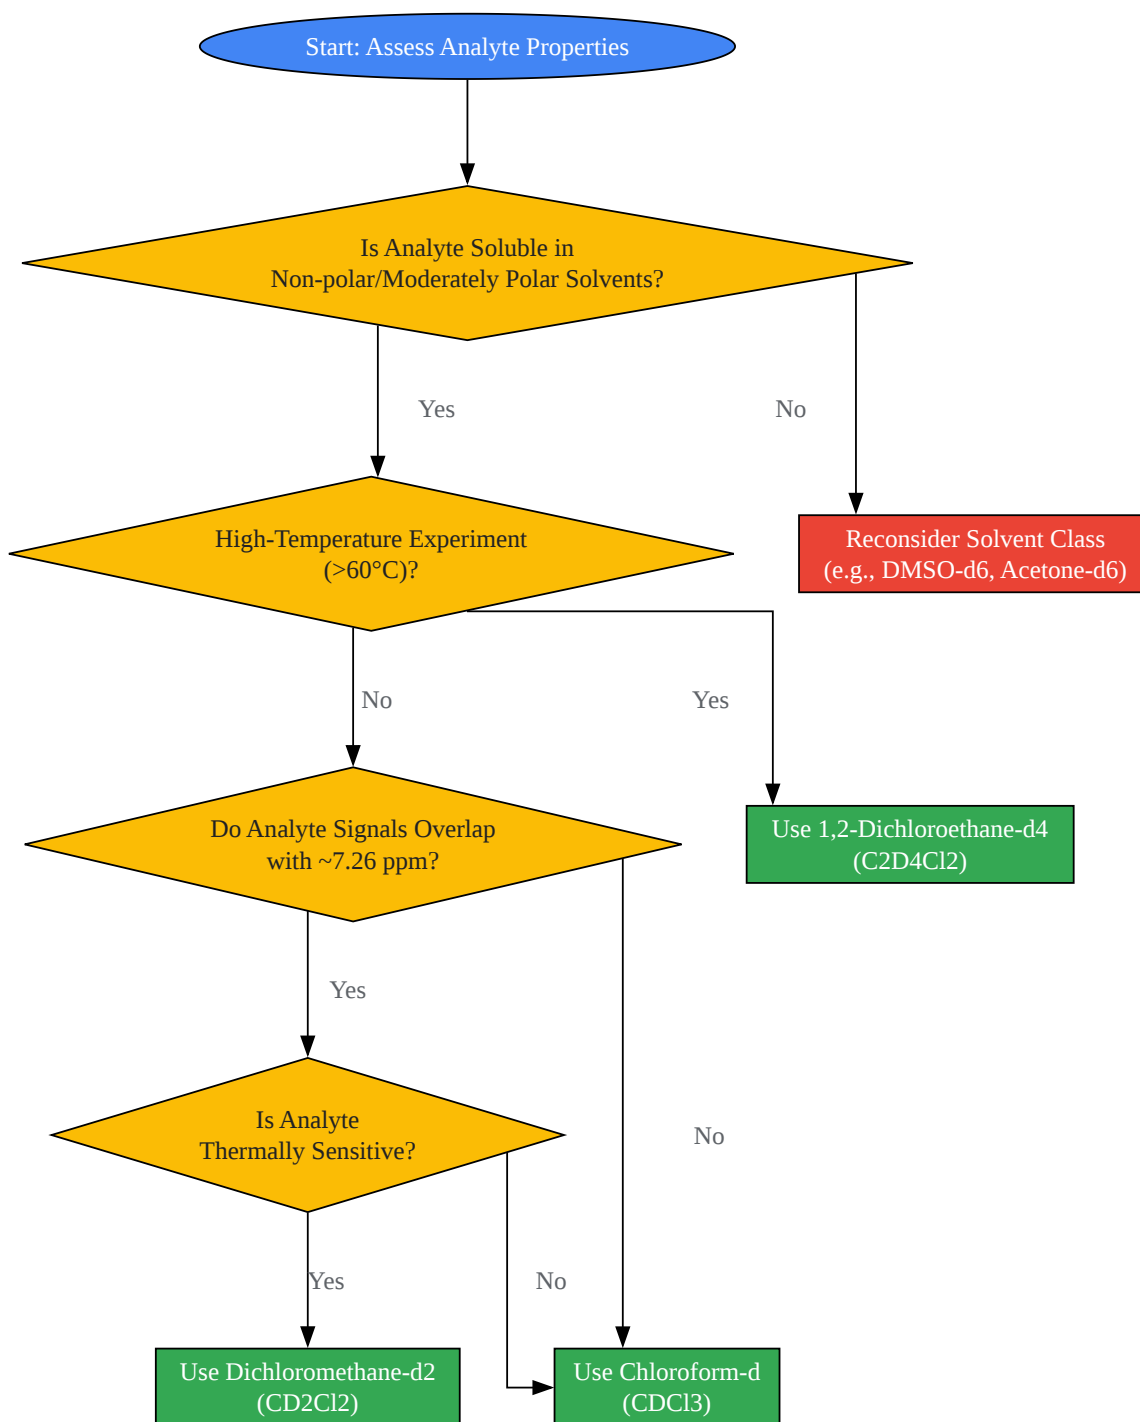 Start: Assess Analyte Properties
Is Analyte Soluble in
Non-polar/Moderately Polar Solvents?
Yes
No
High-Temperature Experiment
(>60°C)?
Reconsider Solvent Class
(e.g., DMSO-d6, Acetone-d6)
No
Yes
Do Analyte Signals Overlap
with ~7.26 ppm?
Use 1,2-Dichloroethane-d4
(C2D4Cl2)
Yes
No
Is Analyte
Thermally Sensitive?
Yes
No
Use Dichloromethane-d2
(CD2Cl2)
Use Chloroform-d
(CDCl3)